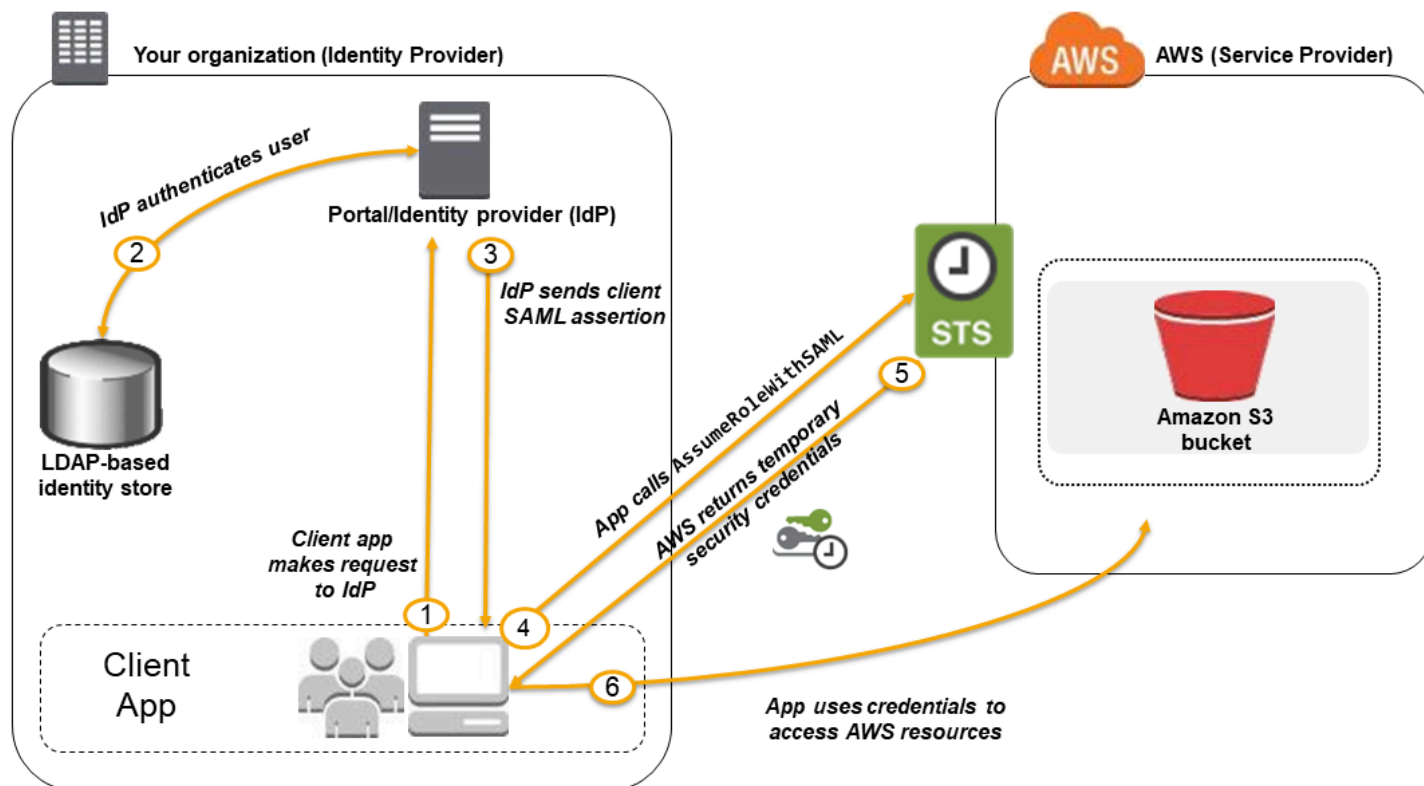 Your organization (Identity Provider)
AWS
AWS (Service Provider)
IdP authenticates user
Portal/Identity provider (IdP)
2
3
IdP sends client
SAML assertion
STS
LDAP-based
identity store
App calls AssumeRoleWithSAML
5
AWS returns temporary
security credentials
Amazon S3
bucket
Client app
makes request
to IdP
1
4
Client
App
6
App uses credentials to
access AWS resources